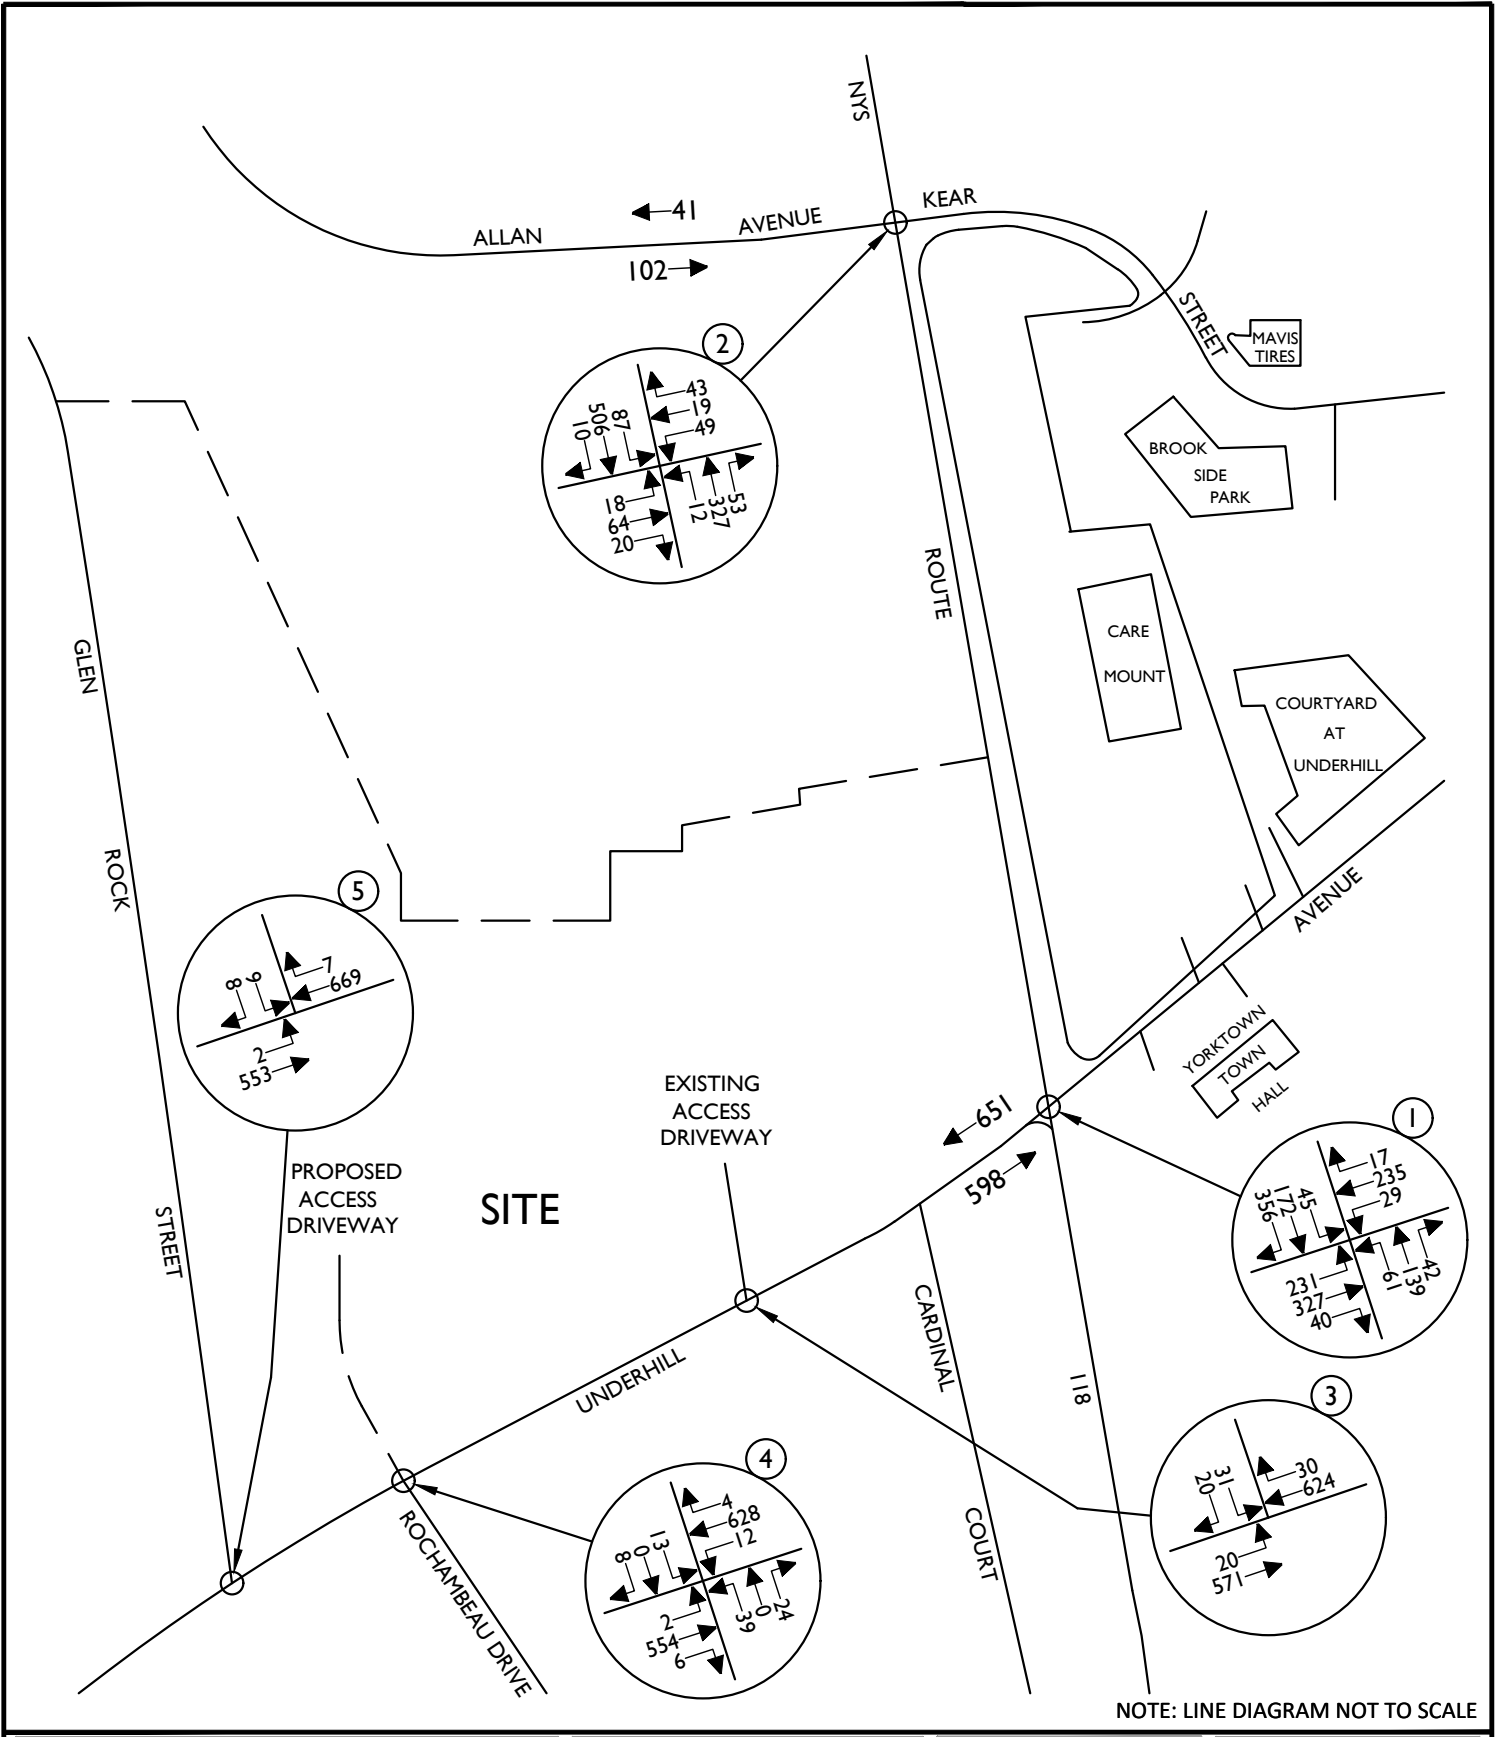 NYS
KEAR
41
ALLAN
AVENUE
102
STREET
MAVIS
TIRES
2
43
19
49
87
506
10
18
64
20
12
327
53
BROOK
SIDE
PARK
ROUTE
CARE
MOUNT
GLEN
COURTYARD
AT
UNDERHILL
ROCK
AVENUE
5
7
669
9
8
2
553
YORKTOWN
TOWN
HALL
EXISTING
ACCESS
DRIVEWAY
651
598
1
17
235
29
45
172
356
231
327
40
61
139
42
PROPOSED
ACCESS
DRIVEWAY
SITE
STREET
CARDINAL
UNDERHILL
118
3
30
624
31
20
20
571
4
4
628
12
13
0
8
2
554
6
39
0
24
ROCHAMBEAU DRIVE
COURT
NOTE: LINE DIAGRAM NOT TO SCALE